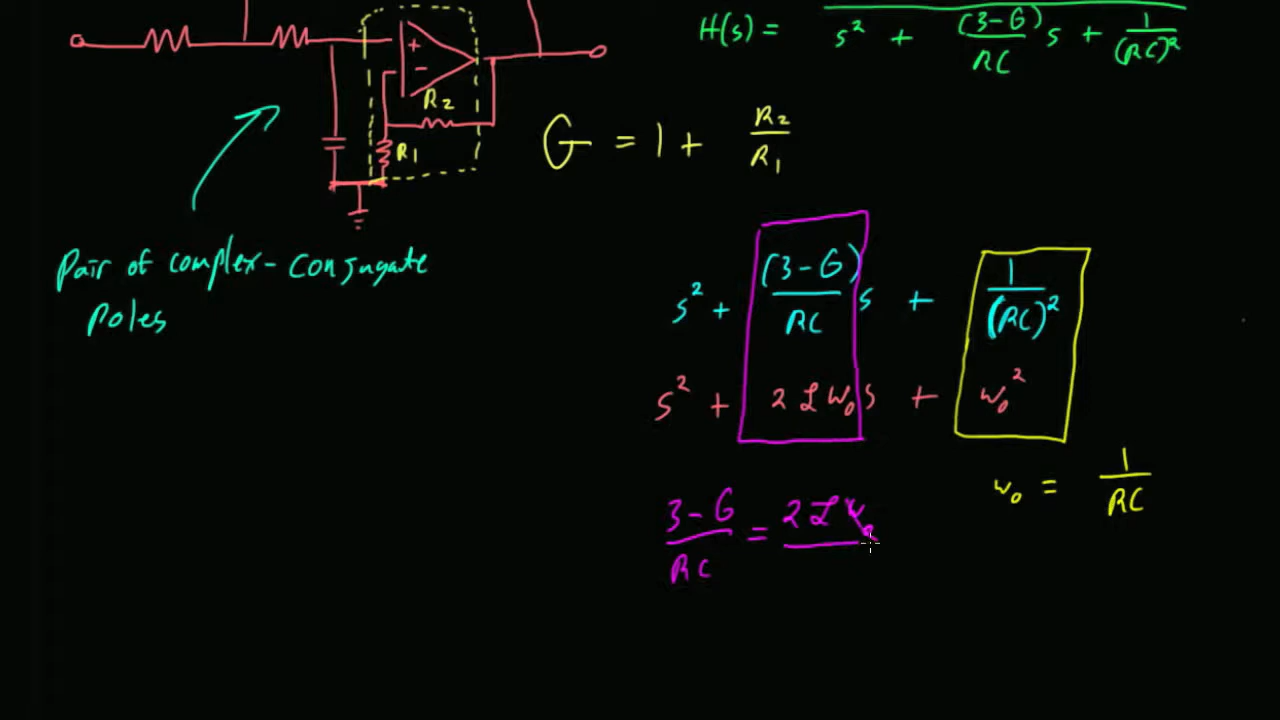 H(s) = s² + (3-G)/RC s + 1/(RC)²
+
-
R2
R1
G = 1 + R2/R1
Pair of complex-conjugate
Poles
s² + (3-G)/RC s + 1/(RC)²
s² + 2ζω₀s + ω₀²
ω₀ = 1/RC
3-G/RC = 2ζω₀